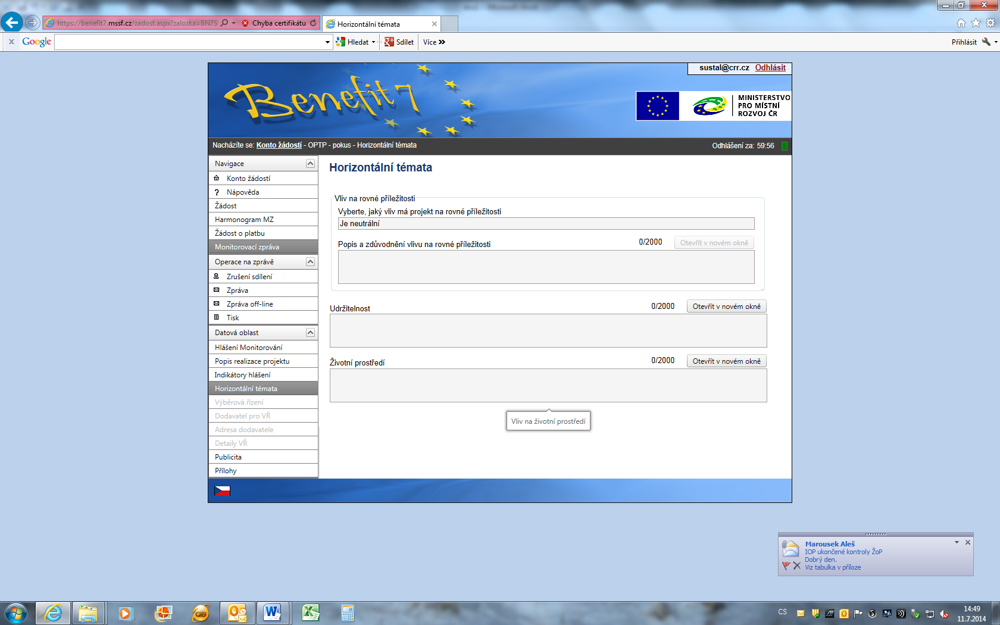 https://benefit7.mssf.cz/zadost.aspx?zalozka=BN7S
Chyba certifikátu
Horizontální témata
Google
Hledat
Sdílet
Více
Přihlásit
sustal@crr.cz Odhlásit
Benefit 7
MINISTERSTVO
PRO MÍSTNÍ
ROZVOJ ČR
Nacházíte se: Konto žádostí - OPTP - pokus - Horizontální témata
Odhlášení za: 59:56
Navigace
Konto žádostí
Nápověda
Žádost
Harmonogram MZ
Žádost o platbu
Monitorovací zpráva
Operace na zprávě
Zrušení sdílení
Zpráva
Zpráva off-line
Tisk
Datová oblast
Hlášení Monitorování
Popis realizace projektu
Indikátory hlášení
Horizontální témata
Výběrová řízení
Dodavatel pro VŘ
Adresa dodavatele
Detaily VŘ
Publicita
Přílohy
Horizontální témata
Vliv na rovné příležitosti
Vyberte, jaký vliv má projekt na rovné příležitosti
Je neutrální
Popis a zdůvodnění vlivu na rovné příležitosti 0/2000 Otevřít v novém okně
Udržitelnost 0/2000 Otevřít v novém okně
Životní prostředí 0/2000 Otevřít v novém okně
Vliv na životní prostředí
Marousek Aleš
IOP ukončené kontroly ŽoP
Dobrý den.
Viz tabulka v příloze
CS
14:49
11.7.2014